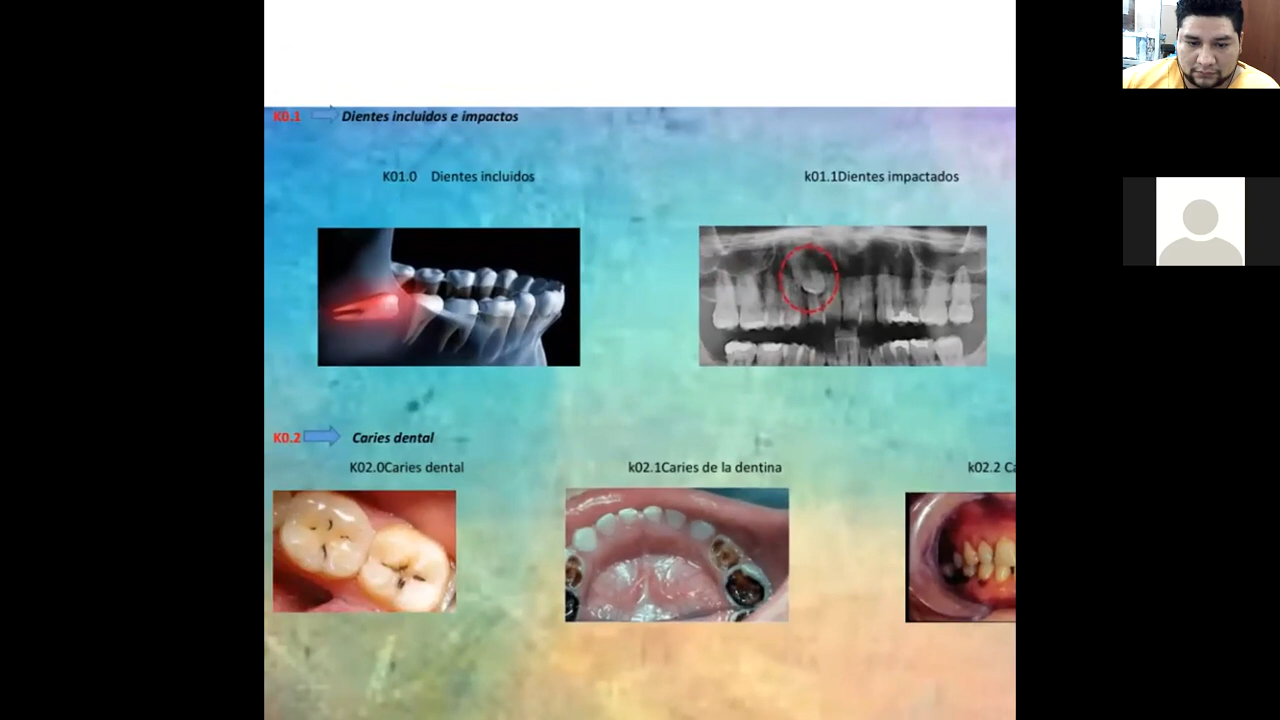 K0.1 Dientes incluidos e impactos
K01.0 Dientes incluidos
k01.1Dientes impactados
K0.2 Caries dental
K02.0Caries dental
k02.1Caries de la dentina
k02.2 Ca